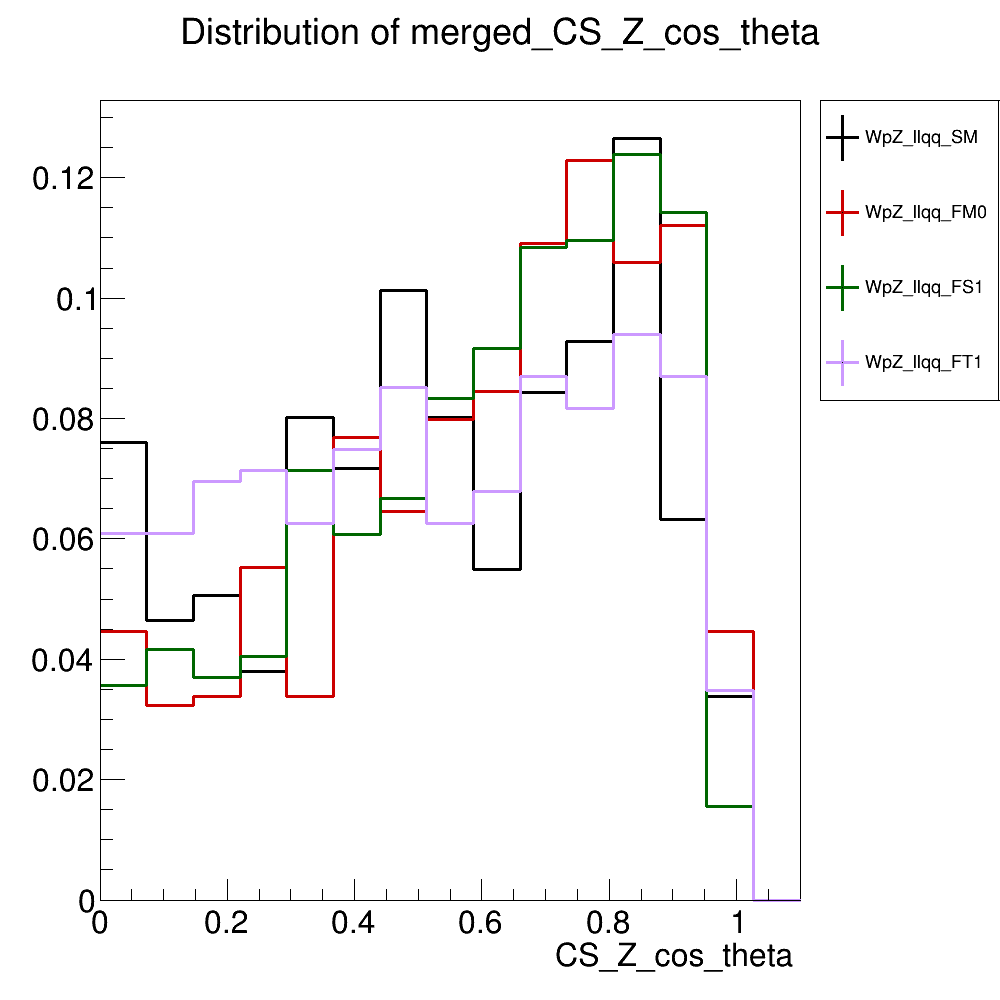 Distribution of merged_CS_Z_cos_theta
0.12
0.1
0.08
0.06
0.04
0.02
0
0 0.2 0.4 0.6 0.8 1
CS_Z_cos_theta
WpZ_llqq_SM
WpZ_llqq_FM0
WpZ_llqq_FS1
WpZ_llqq_FT1